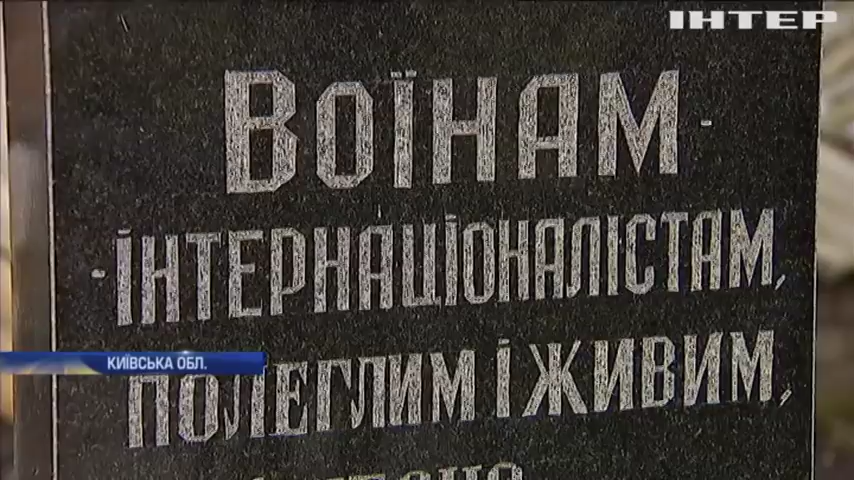 ІНТЕР
ВОЇНАМ-
-ІНТЕРНАЦІОНАЛІСТАМ,
КИЇВСЬКА ОБЛ.
ПОЛЕГЛИМ І ЖИВИМ,